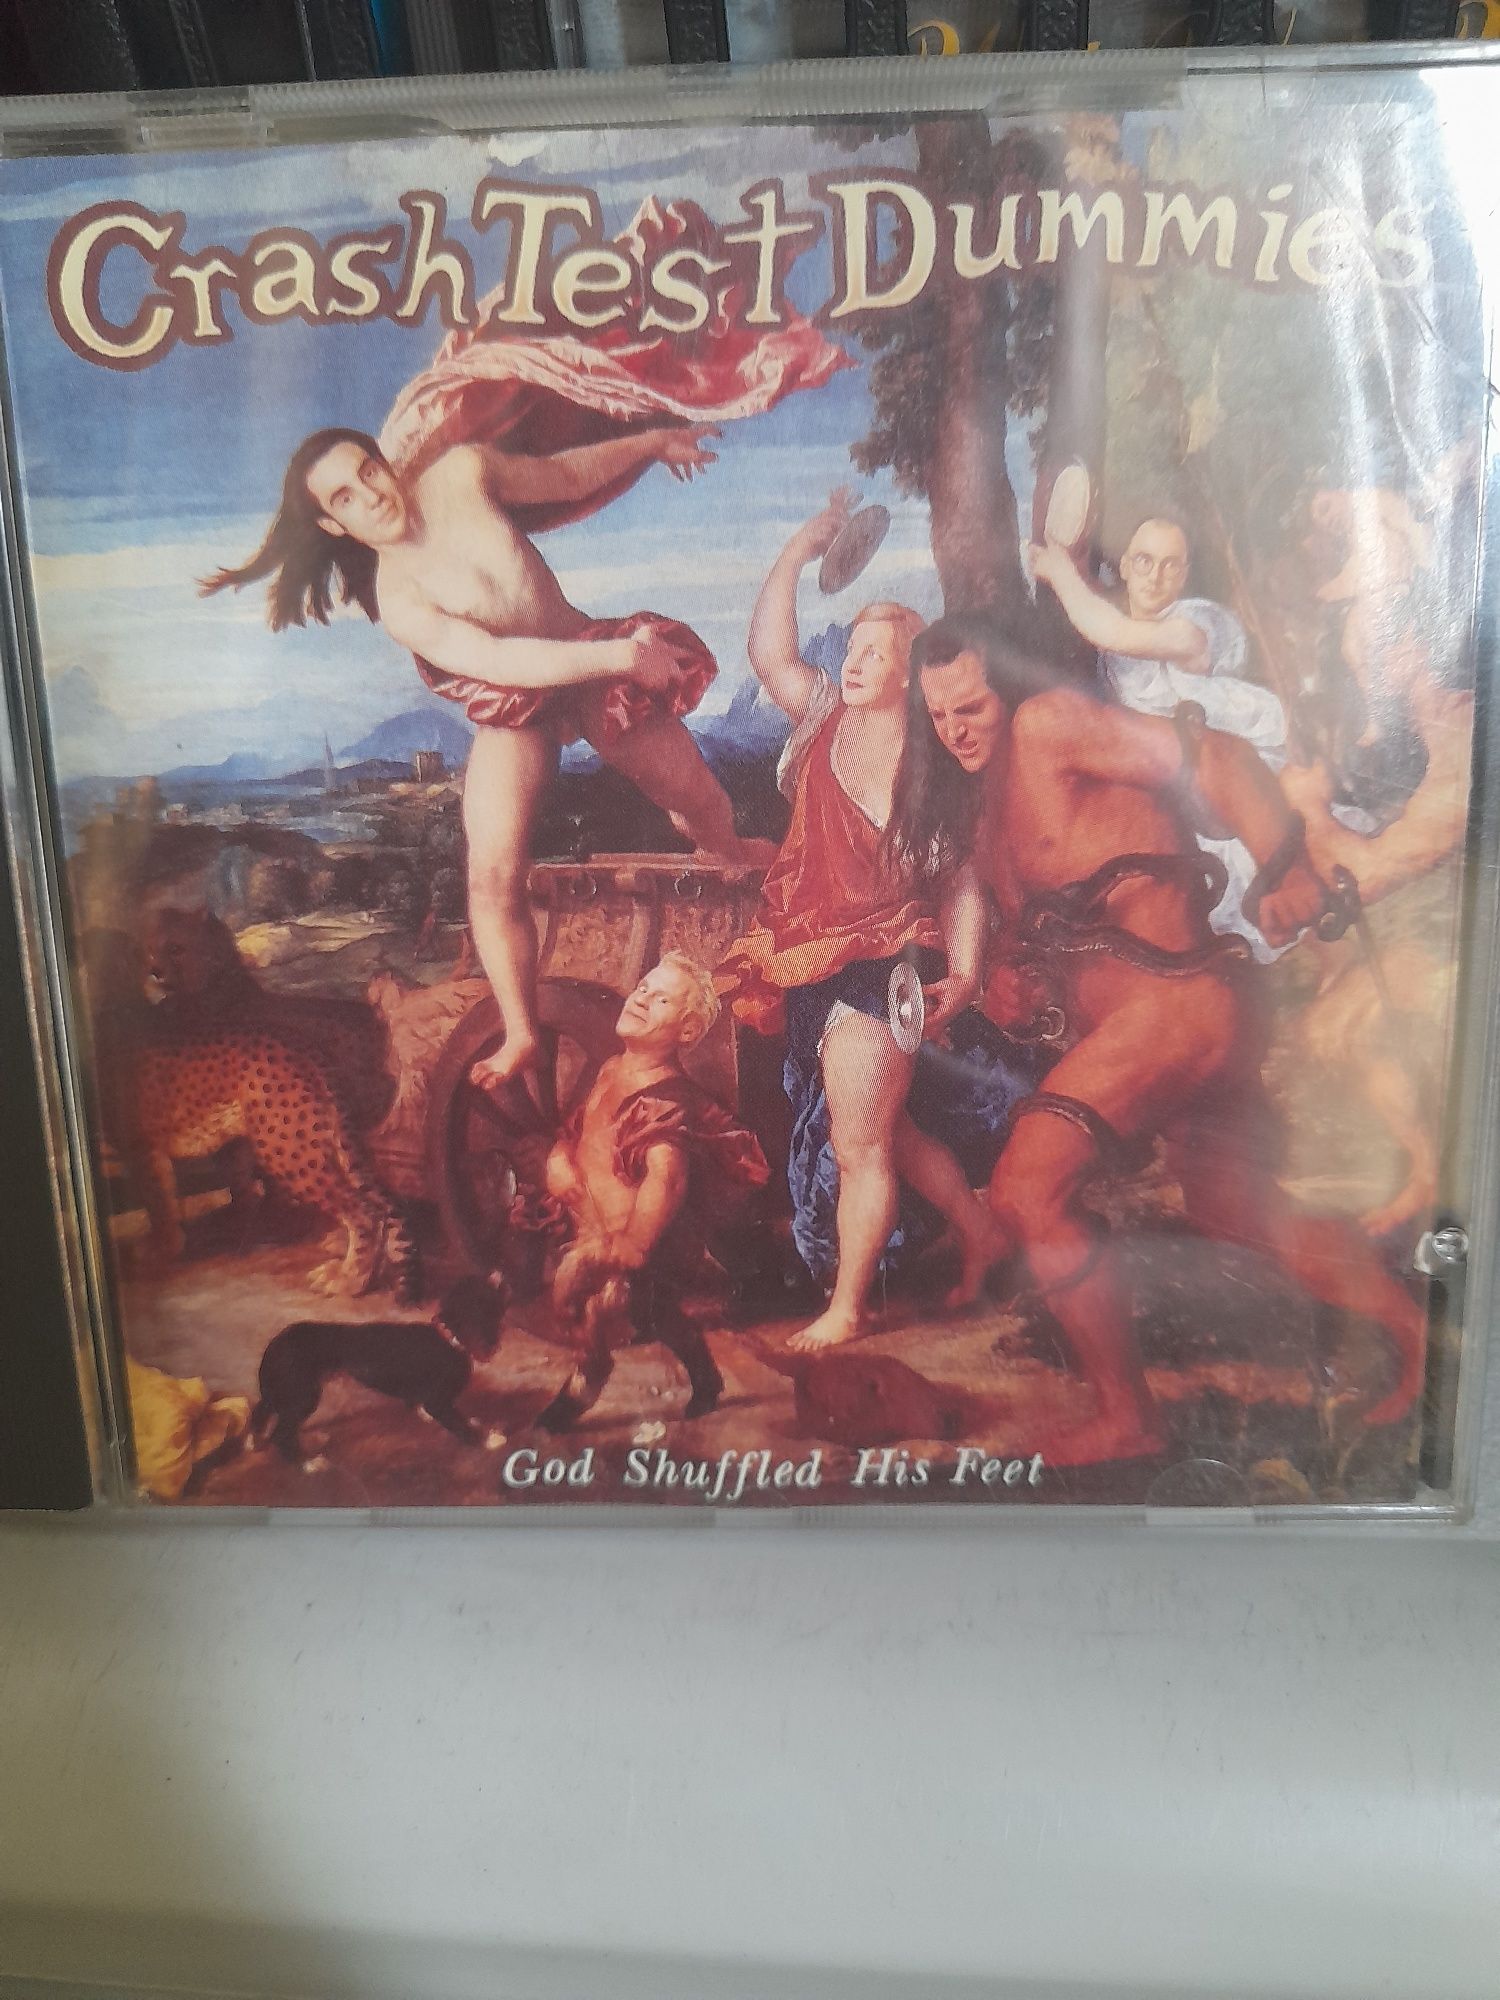 Crash Test Dummies
God Shuffled His Feet